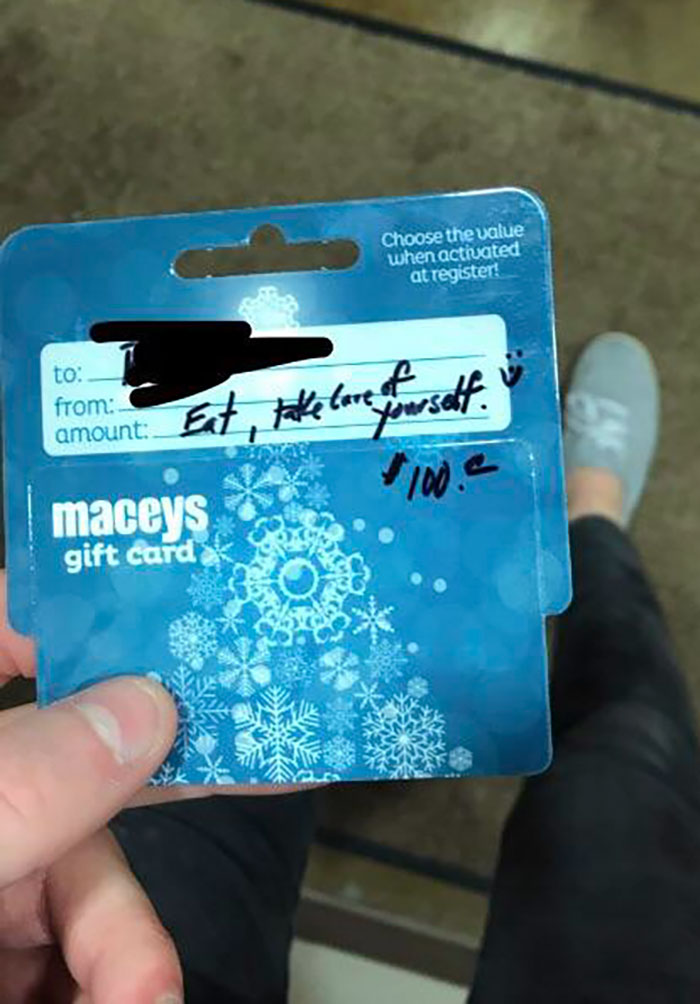 Choose the value
when activated
at register!
to:
from:
amount: Eat, take care of
yourself. :)
$100.
maceys
gift card